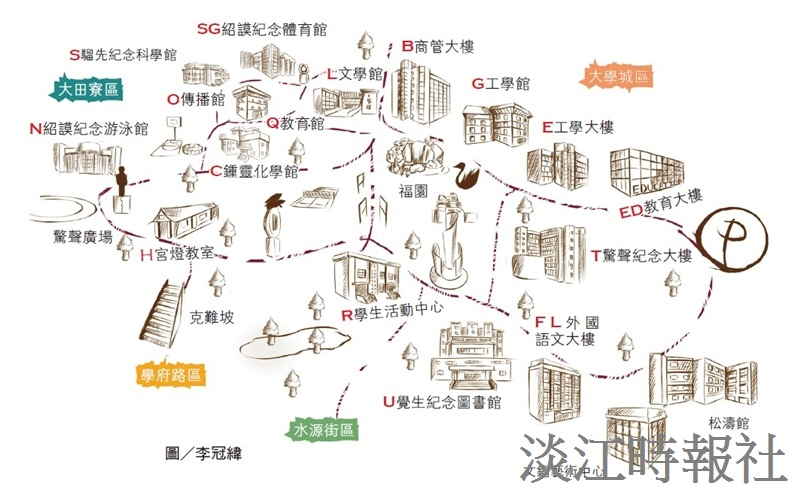 SG紹謨紀念體育館
S騮先紀念科學館
B商管大樓
大田寮區
L文學館
大學城區
O傳播館
G工學館
N紹謨紀念游泳館
Q教育館
E工學大樓
C鍾靈化學館
福園
EDUCATI
ED教育大樓
P
驚聲廣場
H宮燈教室
T驚聲紀念大樓
克難坡
R學生活動中心
FL外國
語文大樓
學府路區
U覺生紀念圖書館
水源街區
松濤館
圖／李冠緯
文錙藝術中心
淡江時報社